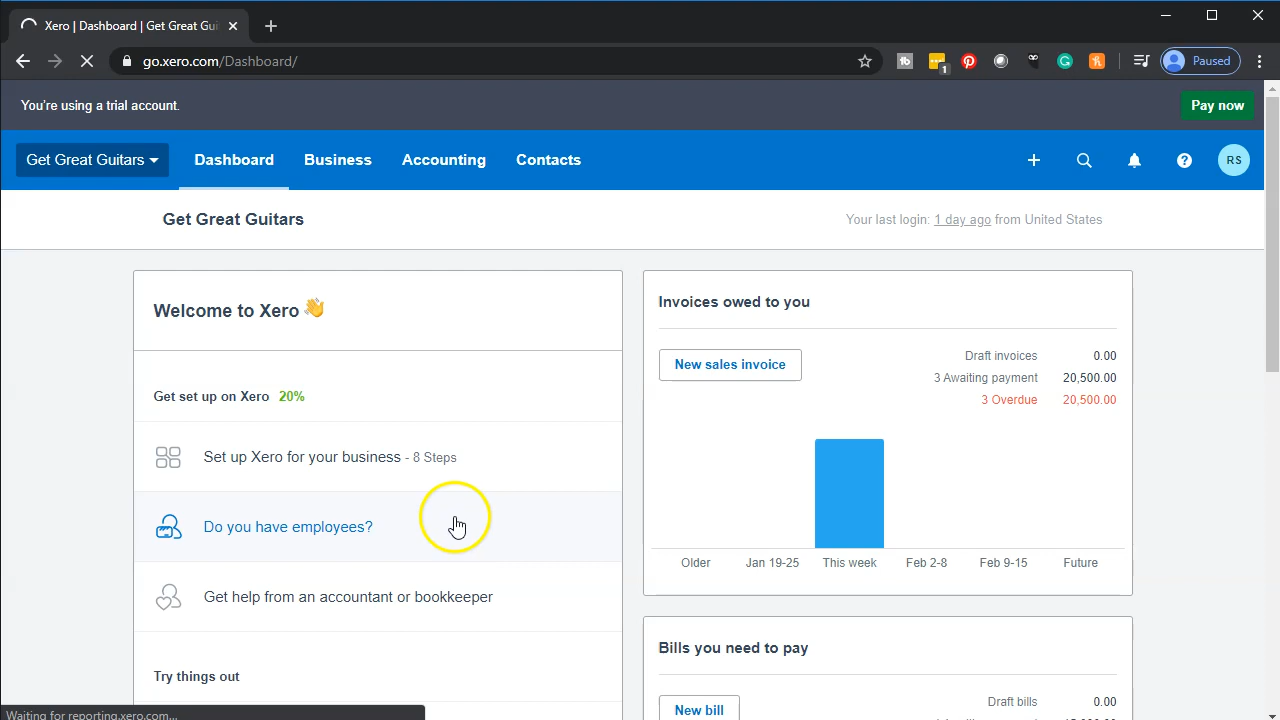 Xero | Dashboard | Get Great Gui
go.xero.com/Dashboard/
1
Paused
You're using a trial account.
Pay now
Get Great Guitars
Dashboard
Business
Accounting
Contacts
RS
Get Great Guitars
Your last login: 1 day ago from United States
Welcome to Xero 👋
Get set up on Xero 20%
Set up Xero for your business - 8 Steps
Do you have employees?
Get help from an accountant or bookkeeper
Try things out
Invoices owed to you
New sales invoice
Draft invoices 0.00
3 Awaiting payment 20,500.00
3 Overdue 20,500.00
Older Jan 19-25 This week Feb 2-8 Feb 9-15 Future
Bills you need to pay
New bill
Draft bills 0.00
Waiting for reporting.xero.com...